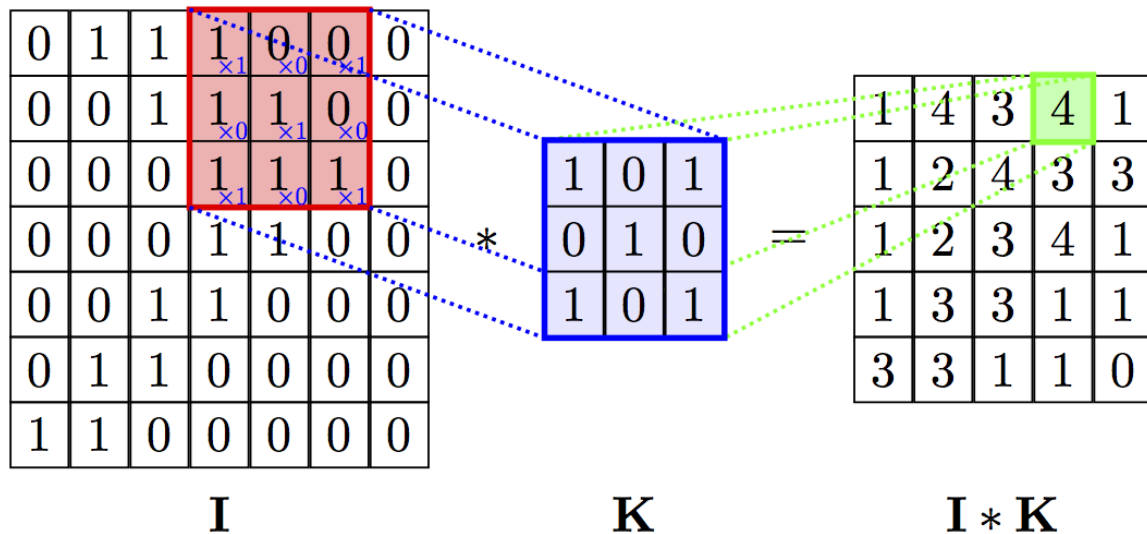 0 1 1 1×1 0×0 0×1 0
0 0 1 1×0 1×1 0×0 0
0 0 0 1×1 1×0 1×1 0
0 0 0 1 1 0 0
0 0 1 1 0 0 0
0 1 1 0 0 0 0
1 1 0 0 0 0 0
I
*
1 0 1
0 1 0
1 0 1
K
=
1 4 3 4 1
1 2 4 3 3
1 2 3 4 1
1 3 3 1 1
3 3 1 1 0
I * K